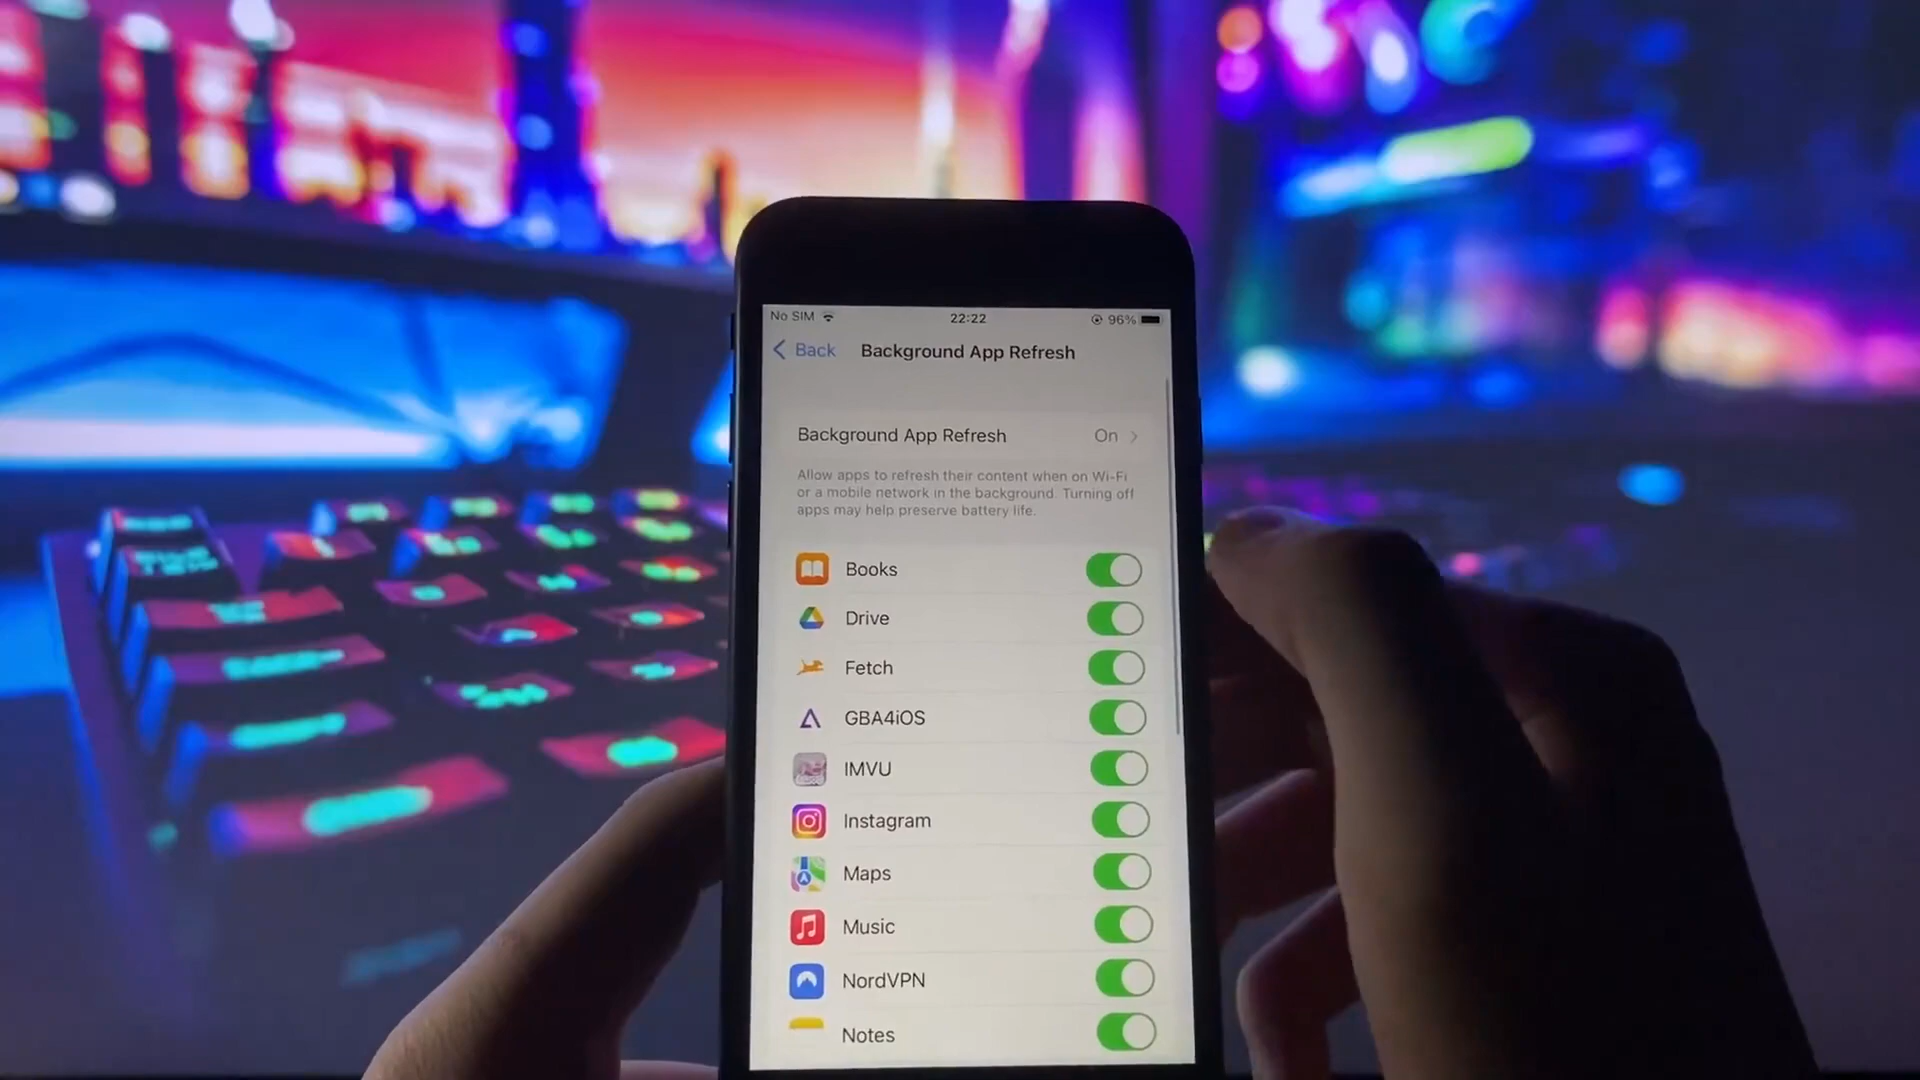 No SIM 22:22 96%
Back Background App Refresh
Background App Refresh On
Allow apps to refresh their content when on Wi-Fi
or a mobile network in the background. Turning off
apps may help preserve battery life.
Books
Drive
Fetch
GBA4iOS
IMVU
Instagram
Maps
Music
NordVPN
Notes